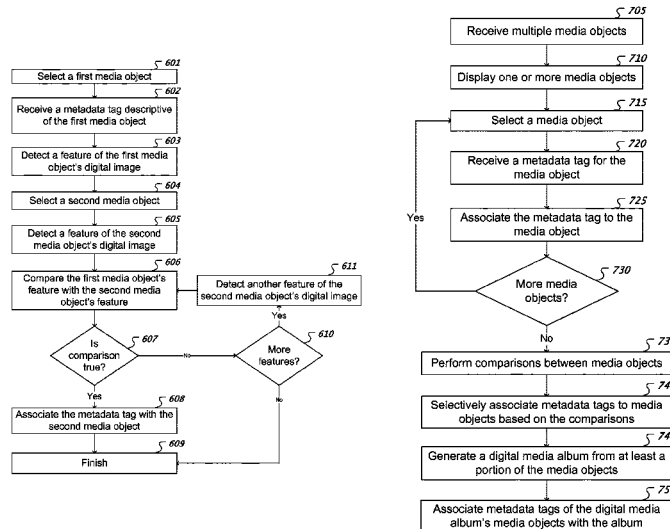 601
Select a first media object
602
Receive a metadata tag descriptive
of the first media object
603
Detect a feature of the first media
object's digital image
604
Select a second media object
605
Detect a feature of the second
media object's digital image
606
Compare the first media object's
feature with the second media
object's feature
611
Detect another feature of the
second media object's digital image
Yes
607
Is
comparison
true?
No
610
More
features?
No
Yes
608
Associate the metadata tag with the
second media object
609
Finish
705
Receive multiple media objects
710
Display one or more media objects
715
Select a media object
720
Receive a metadata tag for the
media object
725
Associate the metadata tag to the
media object
Yes
730
More media
objects?
No
73
Perform comparisons between media objects
74
Selectively associate metadata tags to media
objects based on the comparisons
74
Generate a digital media album from at least a
portion of the media objects
75
Associate metadata tags of the digital media
album's media objects with the album